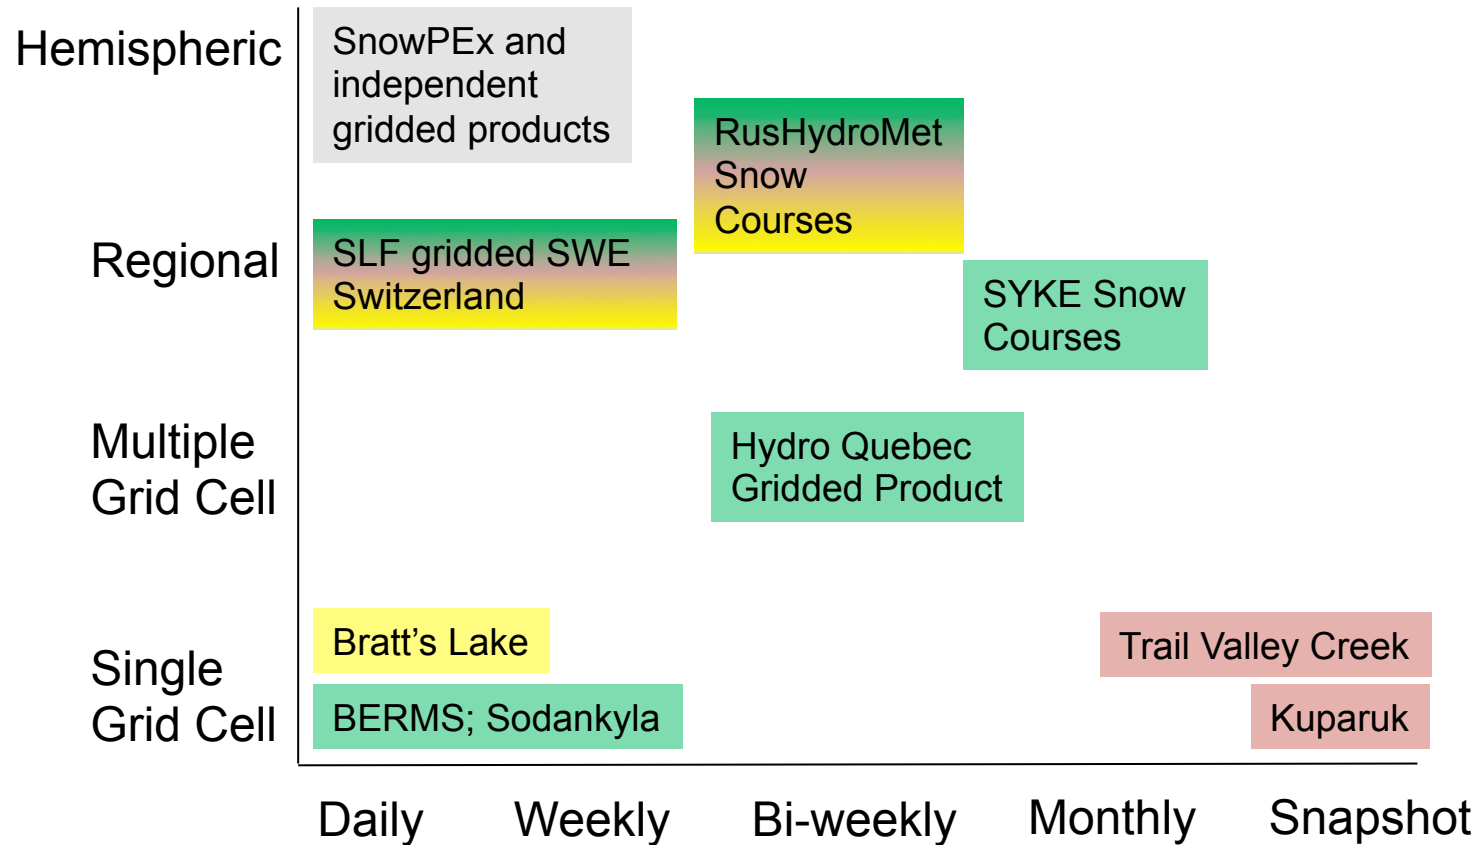 Hemispheric
SnowPEx and
independent
gridded products
RusHydroMet
Snow
Courses
Regional
SLF gridded SWE
Switzerland
SYKE Snow
Courses
Multiple
Grid Cell
Hydro Quebec
Gridded Product
Single
Grid Cell
Bratt’s Lake
Trail Valley Creek
BERMS; Sodankyla
Kuparuk
Daily
Weekly
Bi-weekly
Monthly
Snapshot